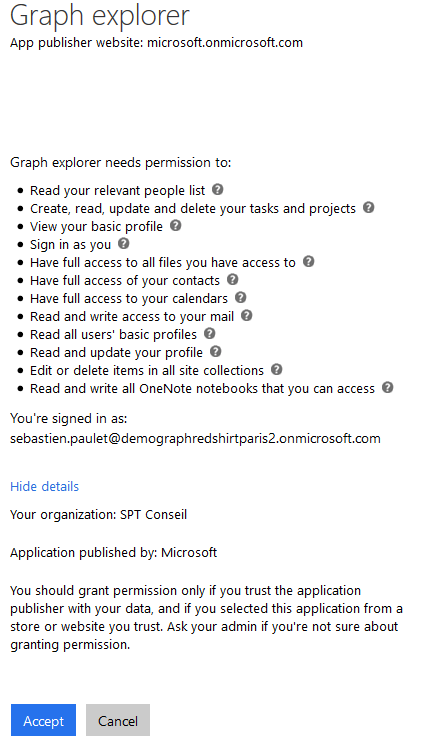 Graph explorer
App publisher website: microsoft.onmicrosoft.com
Graph explorer needs permission to:
• Read your relevant people list ?
• Create, read, update and delete your tasks and projects ?
• View your basic profile ?
• Sign in as you ?
• Have full access to all files you have access to ?
• Have full access of your contacts ?
• Have full access to your calendars ?
• Read and write access to your mail ?
• Read all users' basic profiles ?
• Read and update your profile ?
• Edit or delete items in all site collections ?
• Read and write all OneNote notebooks that you can access ?
You're signed in as:
sebastien.paulet@demographredshirtparis2.onmicrosoft.com
Hide details
Your organization: SPT Conseil
Application published by: Microsoft
You should grant permission only if you trust the application
publisher with your data, and if you selected this application from a
store or website you trust. Ask your admin if you're not sure about
granting permission.
Accept Cancel